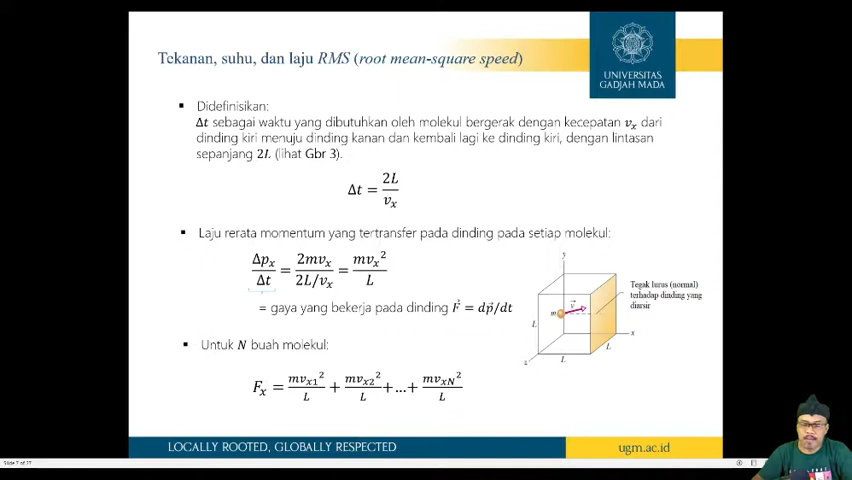 Tekanan, suhu, dan laju RMS (root mean-square speed)
UNIVERSITAS
GADJAH MADA
▪ Didefinisikan:
Δt sebagai waktu yang dibutuhkan oleh molekul bergerak dengan kecepatan vₓ dari
dinding kiri menuju dinding kanan dan kembali lagi ke dinding kiri, dengan lintasan
sepanjang 2L (lihat Gbr 3).
Δt = 2L/vₓ
▪ Laju rerata momentum yang tertransfer pada dinding pada setiap molekul:
Δpₓ/Δt = 2mvₓ/(2L/vₓ) = mvₓ²/L
= gaya yang bekerja pada dinding F⃗ = dp⃗/dt
y
Tegak lurus (normal)
terhadap dinding yang
diarsir
v⃗
m
x
L
L
L
z
▪ Untuk N buah molekul:
Fₓ = mvₓ₁²/L + mvₓ₂²/L +...+ mvₓN²/L
LOCALLY ROOTED, GLOBALLY RESPECTED
ugm.ac.id
Slide 7 of 37